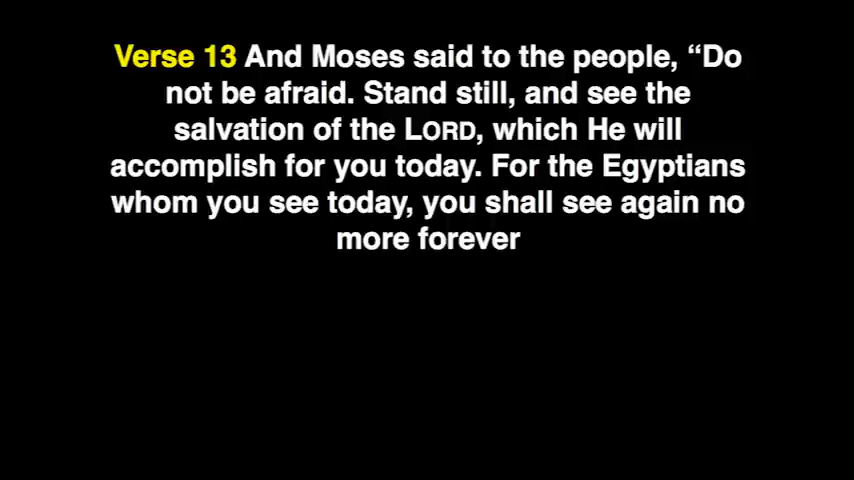 Verse 13 And Moses said to the people, “Do
not be afraid. Stand still, and see the
salvation of the LORD, which He will
accomplish for you today. For the Egyptians
whom you see today, you shall see again no
more forever